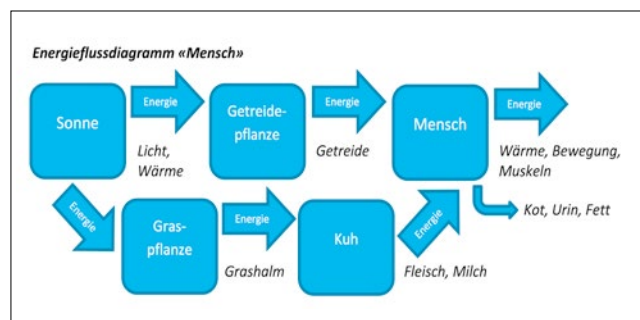 Energieflussdiagramm «Mensch»
Sonne
Energie
Licht,
Wärme
Getreide-
pflanze
Energie
Getreide
Mensch
Energie
Wärme, Bewegung,
Muskeln
Kot, Urin, Fett
Energie
Gras-
pflanze
Energie
Grashalm
Kuh
Energie
Fleisch, Milch